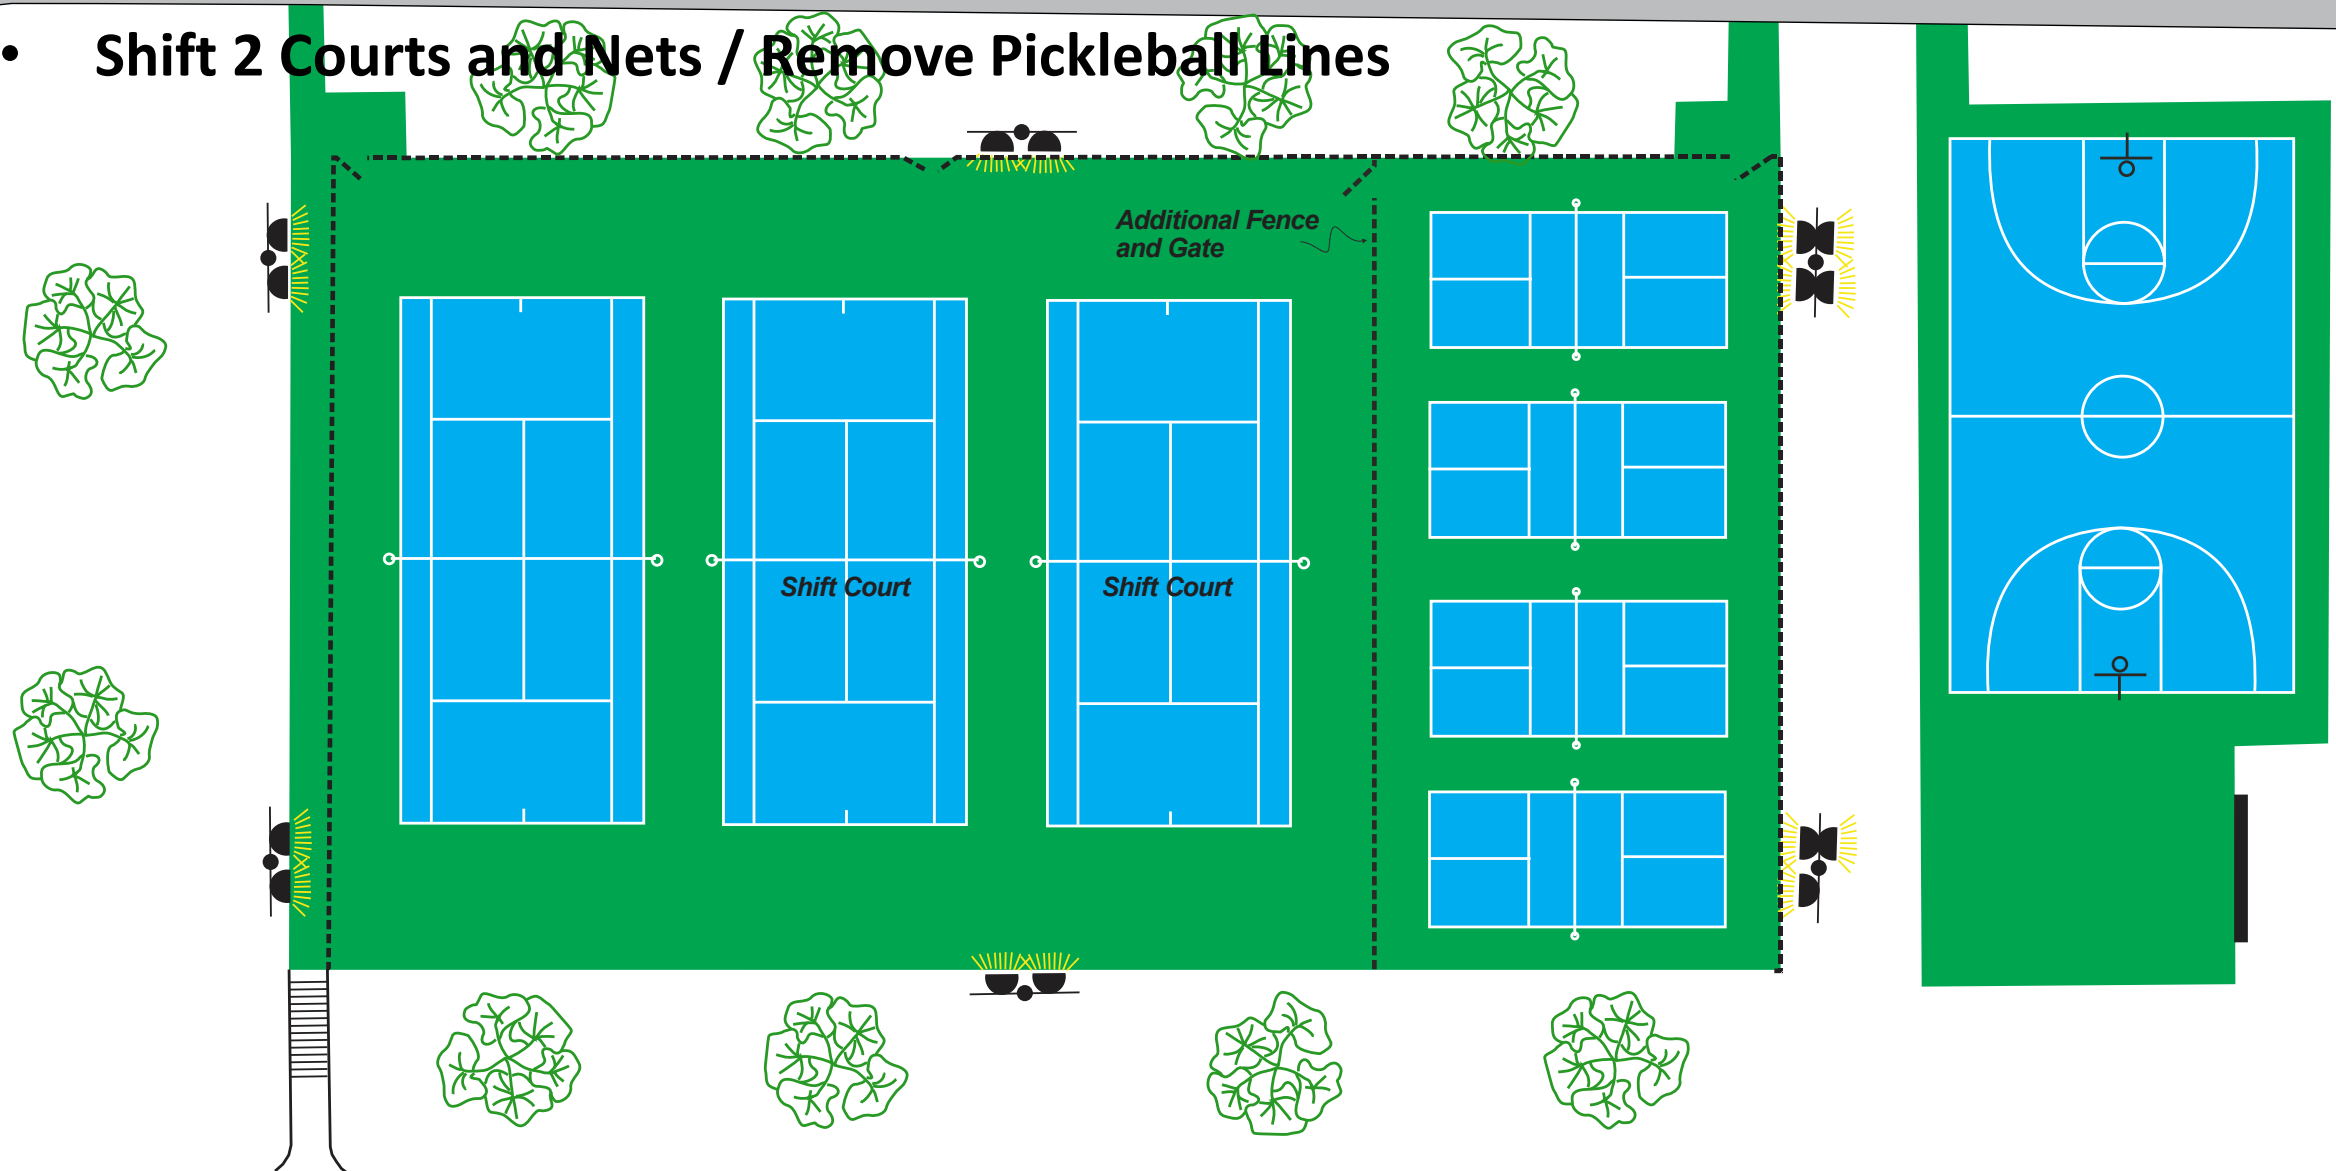 • Shift 2 Courts and Nets / Remove Pickleball Lines
Additional Fence
and Gate
Shift Court
Shift Court